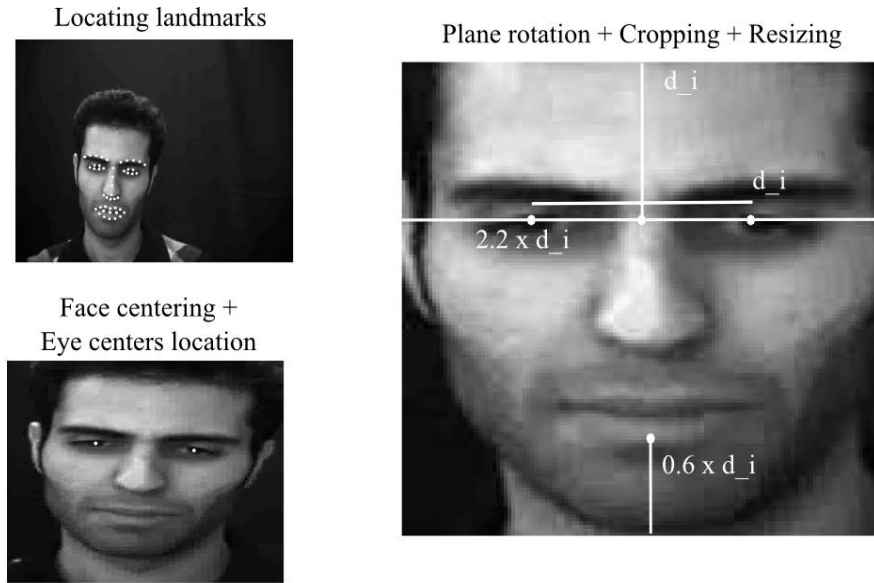 Locating landmarks
Face centering +
Eye centers location
Plane rotation + Cropping + Resizing
d_i
d_i
2.2 x d_i
0.6 x d_i